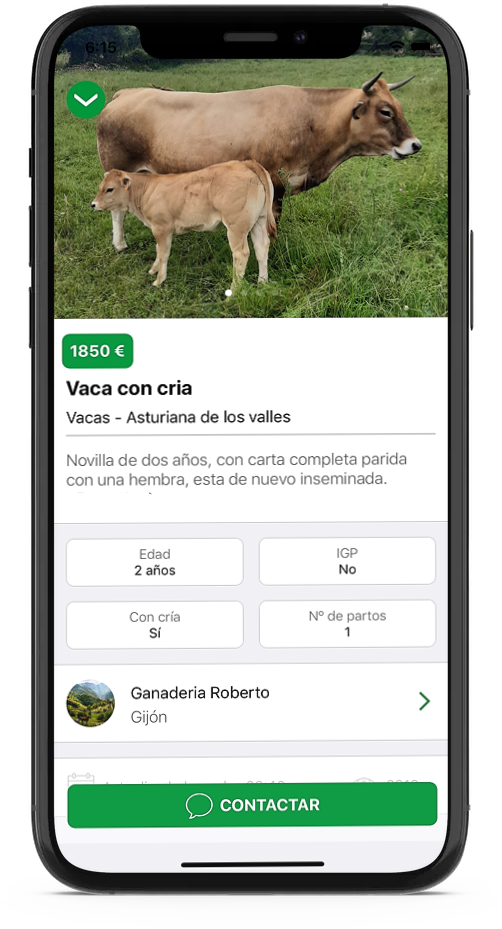 6:15
1850 €
Vaca con cria
Vacas - Asturiana de los valles
Novilla de dos años, con carta completa parida
con una hembra, esta de nuevo inseminada.
Edad
2 años
IGP
No
Con cría
Sí
Nº de partos
1
Ganaderia Roberto
Gijón
CONTACTAR